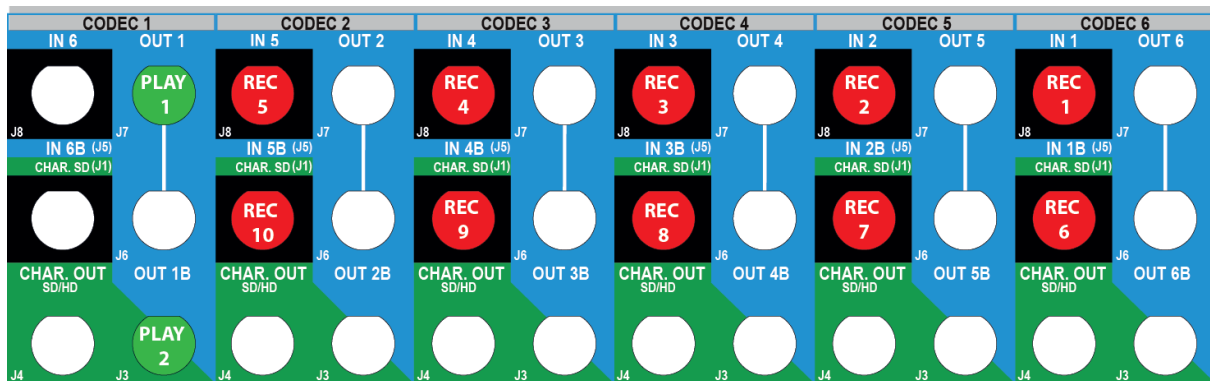 CODEC 1 CODEC 2 CODEC 3 CODEC 4 CODEC 5 CODEC 6
IN 6 OUT 1 IN 5 OUT 2 IN 4 OUT 3 IN 3 OUT 4 IN 2 OUT 5 IN 1 OUT 6
PLAY 1 REC 5 REC 4 REC 3 REC 2 REC 1
J8 J7 J8 J7 J8 J7 J8 J7 J8 J7 J8 J7
IN 6B (J5) IN 5B (J5) IN 4B (J5) IN 3B (J5) IN 2B (J5) IN 1B (J5)
CHAR. SD (J1) CHAR. SD (J1) CHAR. SD (J1) CHAR. SD (J1) CHAR. SD (J1) CHAR. SD (J1)
REC 10 REC 9 REC 8 REC 7 REC 6
J6 J6 J6 J6 J6 J6
CHAR. OUT OUT 1B CHAR. OUT OUT 2B CHAR. OUT OUT 3B CHAR. OUT OUT 4B CHAR. OUT OUT 5B CHAR. OUT OUT 6B
SD/HD SD/HD SD/HD SD/HD SD/HD SD/HD
PLAY 2
J4 J3 J4 J3 J4 J3 J4 J3 J4 J3 J4 J3